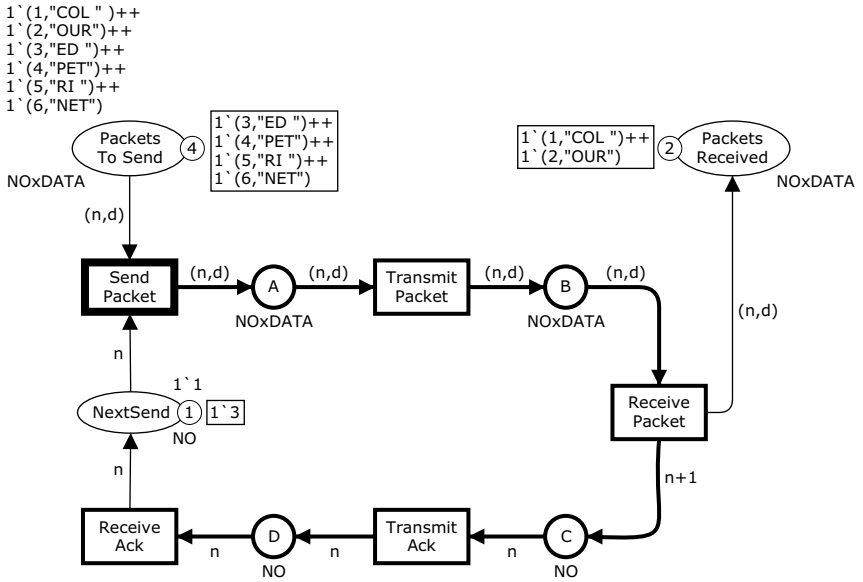 1`(1,"COL ")++
1`(2,"OUR")++
1`(3,"ED ")++
1`(4,"PET")++
1`(5,"RI ")++
1`(6,"NET")
Packets
To Send
4
1`(3,"ED ")++
1`(4,"PET")++
1`(5,"RI ")++
1`(6,"NET")
NOxDATA
1`(1,"COL ")++
1`(2,"OUR")
2
Packets
Received
NOxDATA
(n,d)
Send
Packet
(n,d)
A
NOxDATA
(n,d)
Transmit
Packet
(n,d)
B
NOxDATA
(n,d)
(n,d)
n
1`1
NextSend
1
1`3
NO
Receive
Packet
n
n+1
Receive
Ack
n
D
NO
n
Transmit
Ack
n
C
NO